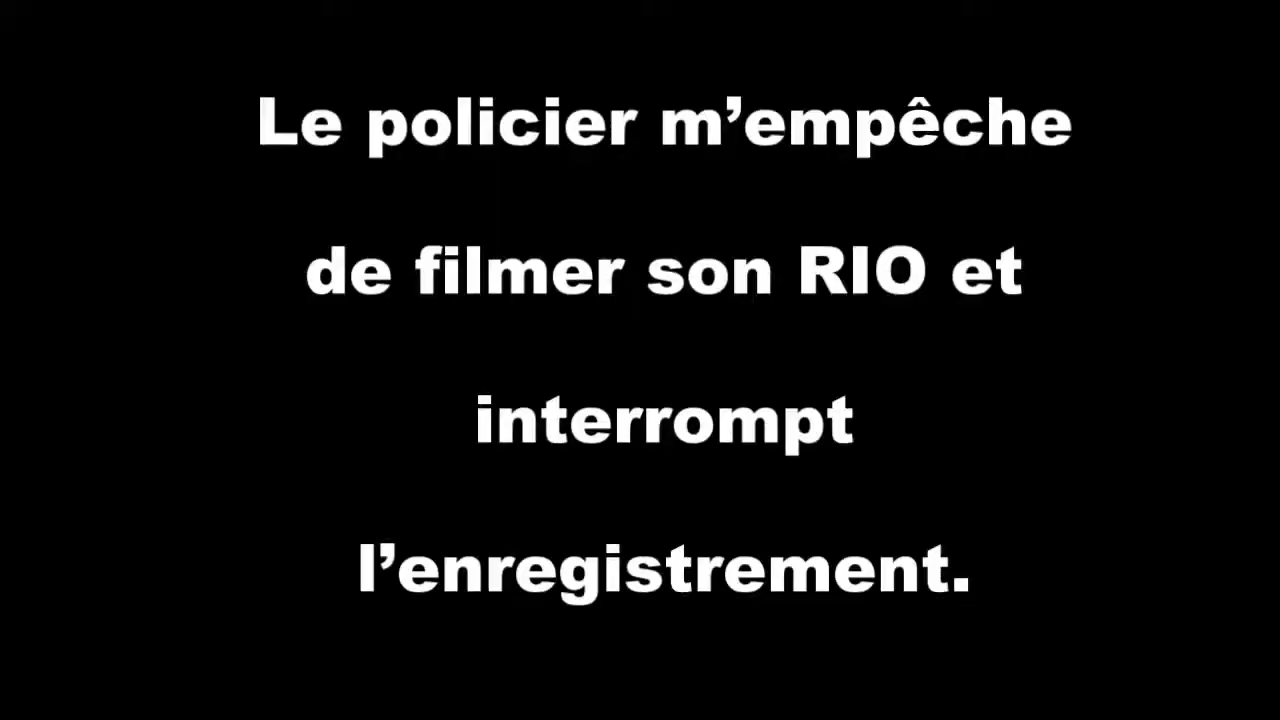 Le policier m’empêche
de filmer son RIO et
interrompt
l’enregistrement.